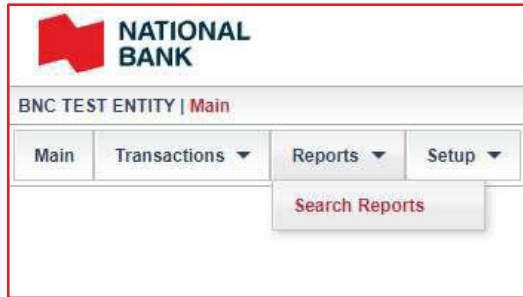 NATIONAL
BANK
BNC TEST ENTITY | Main
Main Transactions Reports Setup
Search Reports